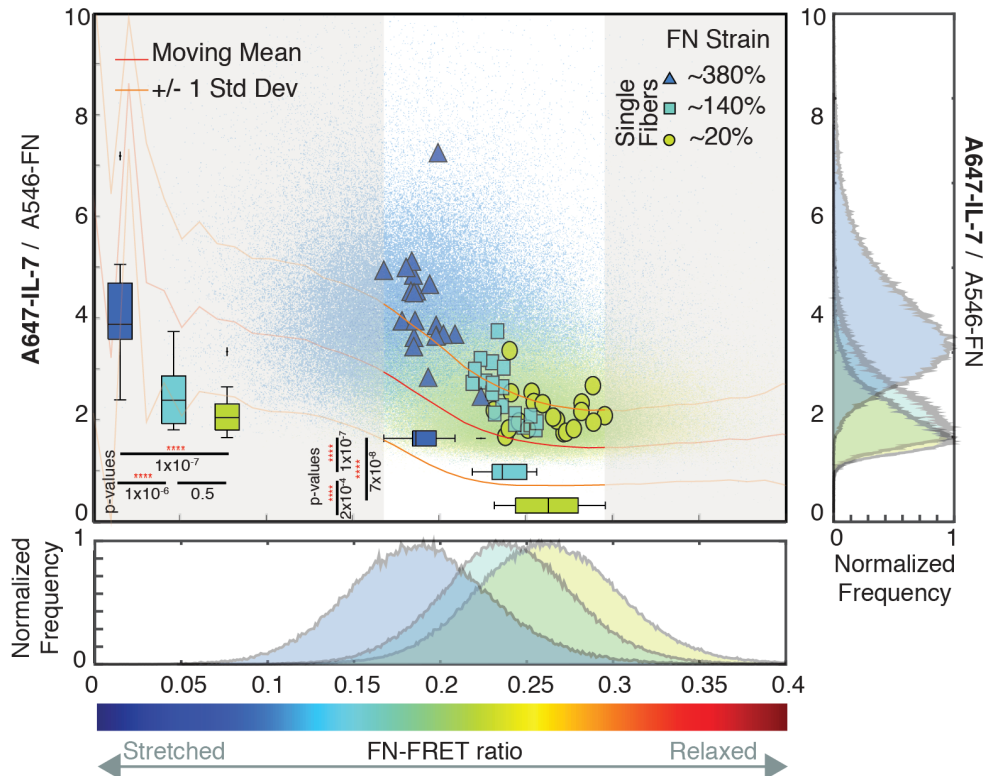 10
8
6
4
2
0
A647-IL-7 / A546-FN
Moving Mean
+/- 1 Std Dev
FN Strain
Single
Fibers
~380%
~140%
~20%
p-values
****
1x10-7
****
1x10-6
0.5
p-values
****
1x10-7
****
2x10-4
****
7x10-8
10
8
6
4
2
0
A647-IL-7 / A546-FN
0
1
Normalized
Frequency
Normalized
Frequency
1
0
0
0.05
0.1
0.15
0.2
0.25
0.3
0.35
0.4
Stretched
FN-FRET ratio
Relaxed